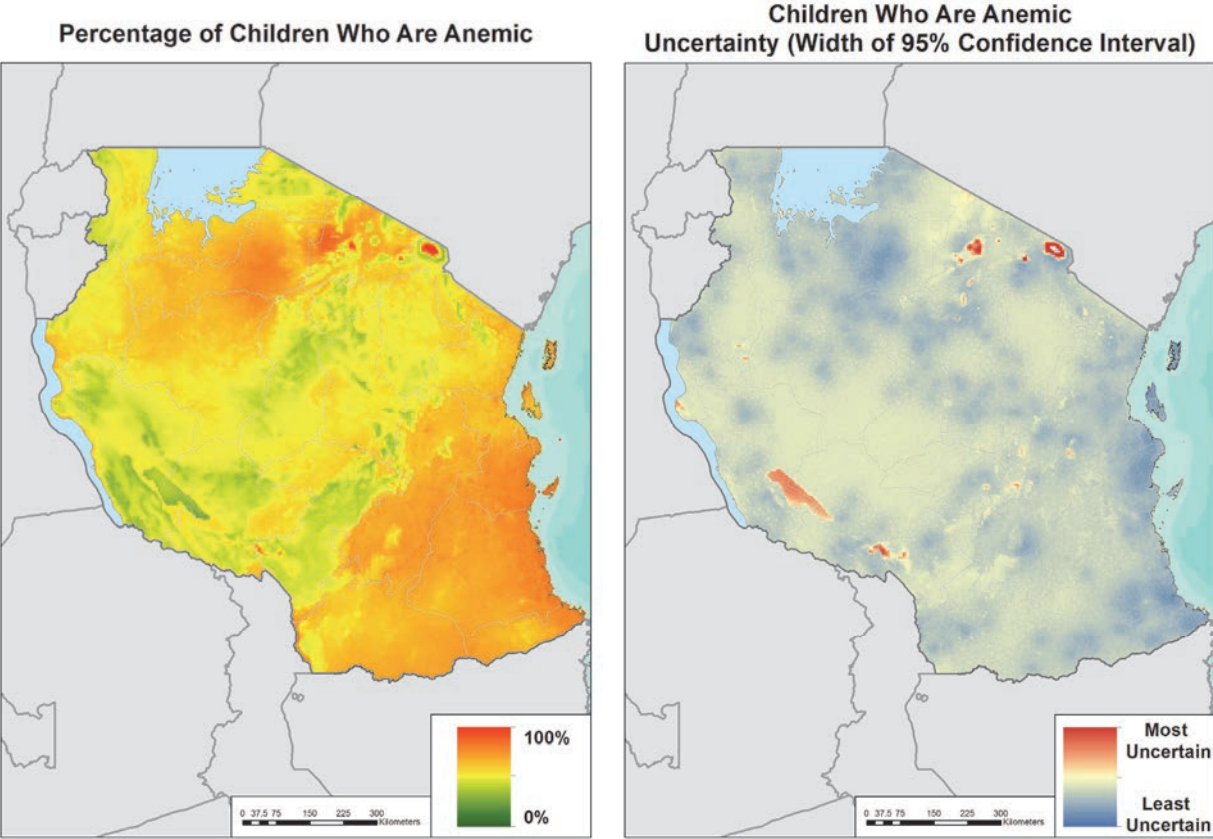 Percentage of Children Who Are Anemic
Children Who Are Anemic
Uncertainty (Width of 95% Confidence Interval)
100%
0%
0 37.5 75 150 225 300
Kilometers
Most
Uncertain
Least
Uncertain
0 37.5 75 150 225 300
Kilometers